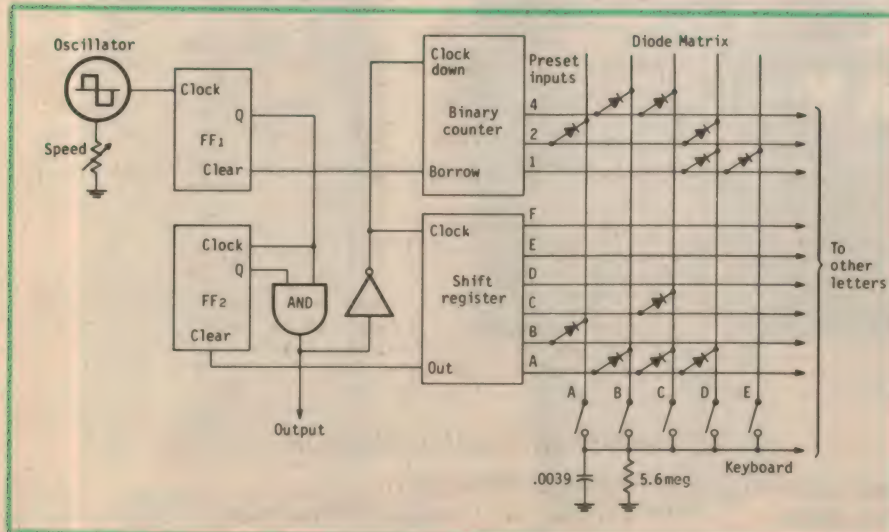 Oscillator
Speed
Clock
Q
FF1
Clear
Clock
Q
FF2
Clear
AND
Output
Clock
down
Binary
counter
Borrow
Clock
Shift
register
Out
Diode Matrix
Preset
inputs
4
2
1
F
E
D
C
B
A
A B C D E
Keyboard
.0039
5.6meg
To
other
letters